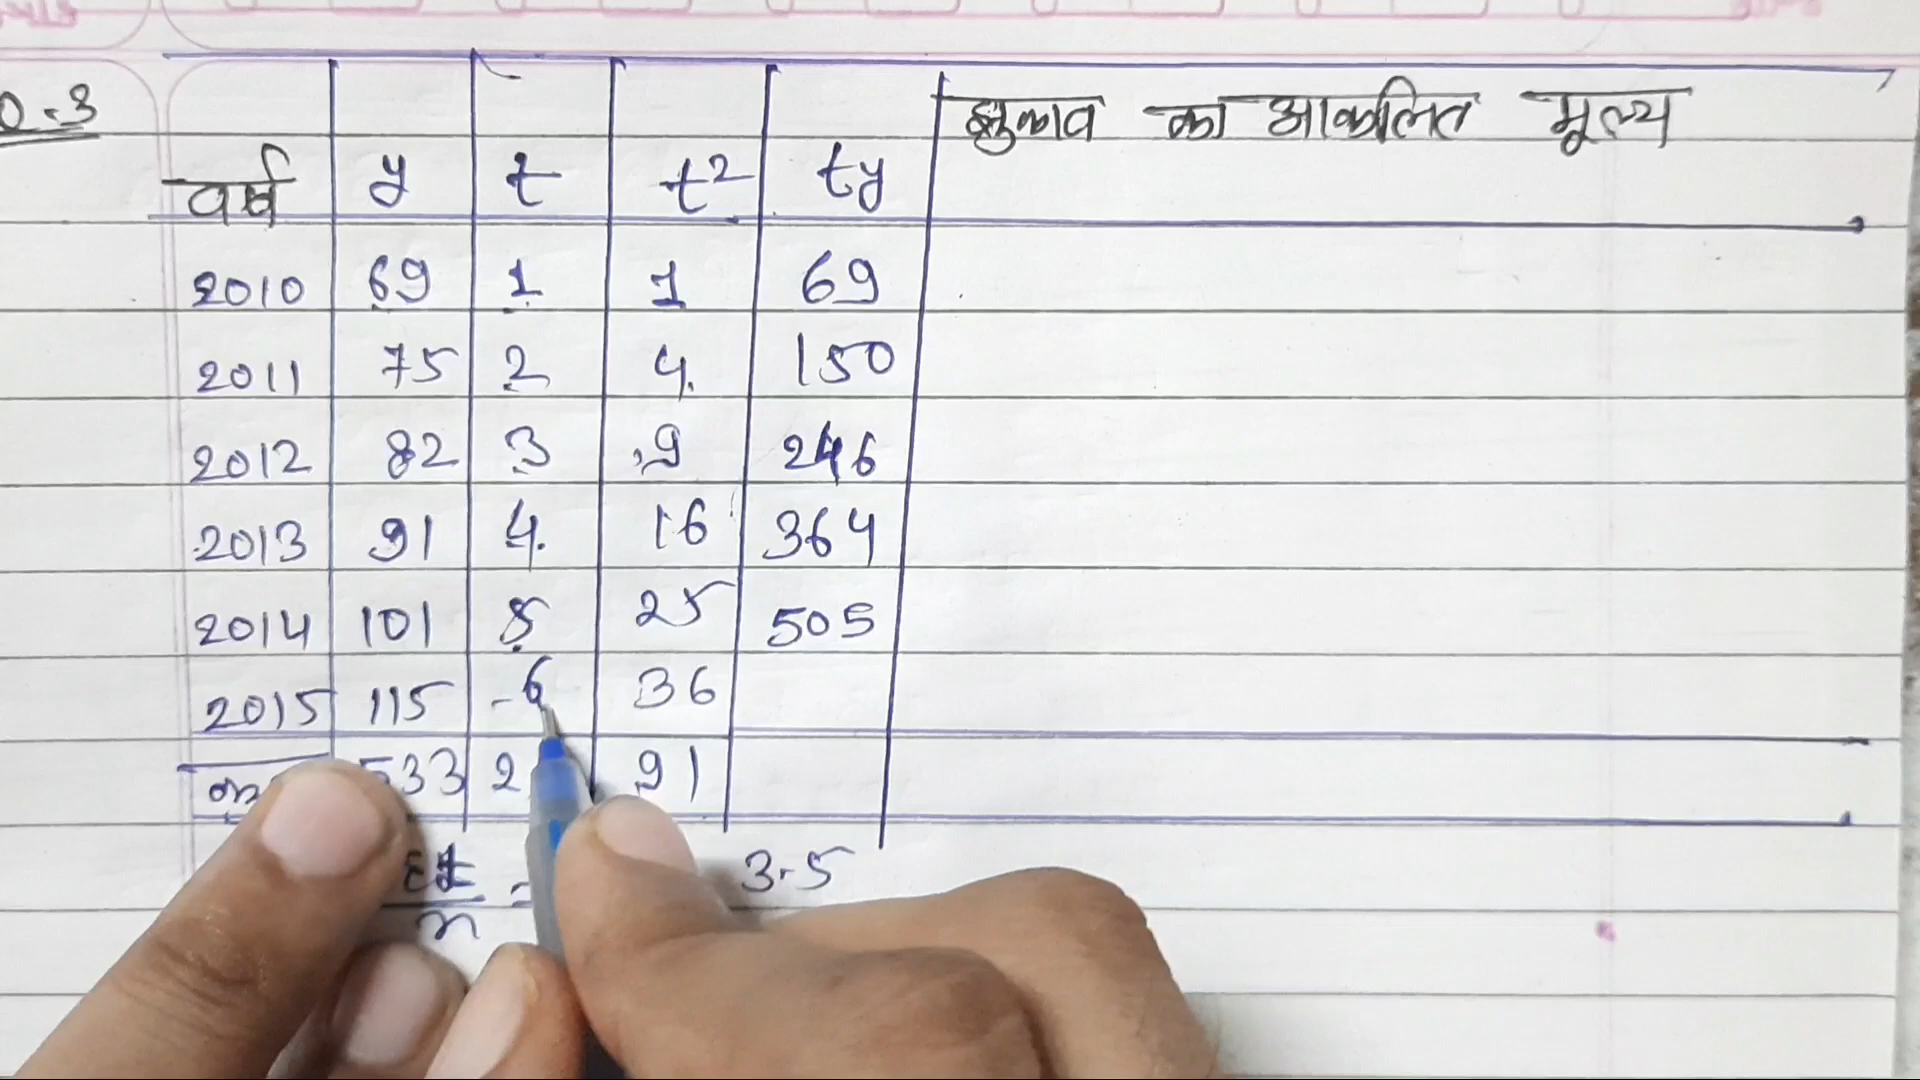 झुकाव का आकलित मूल्य
वर्ष y t t² ty
2010 69 1 1 69
2011 75 2 4 150
2012 82 3 9 246
2013 91 4 16 364
2014 101 5 25 505
2015 115 6 36
533 2 91
Σt
n = 3.5